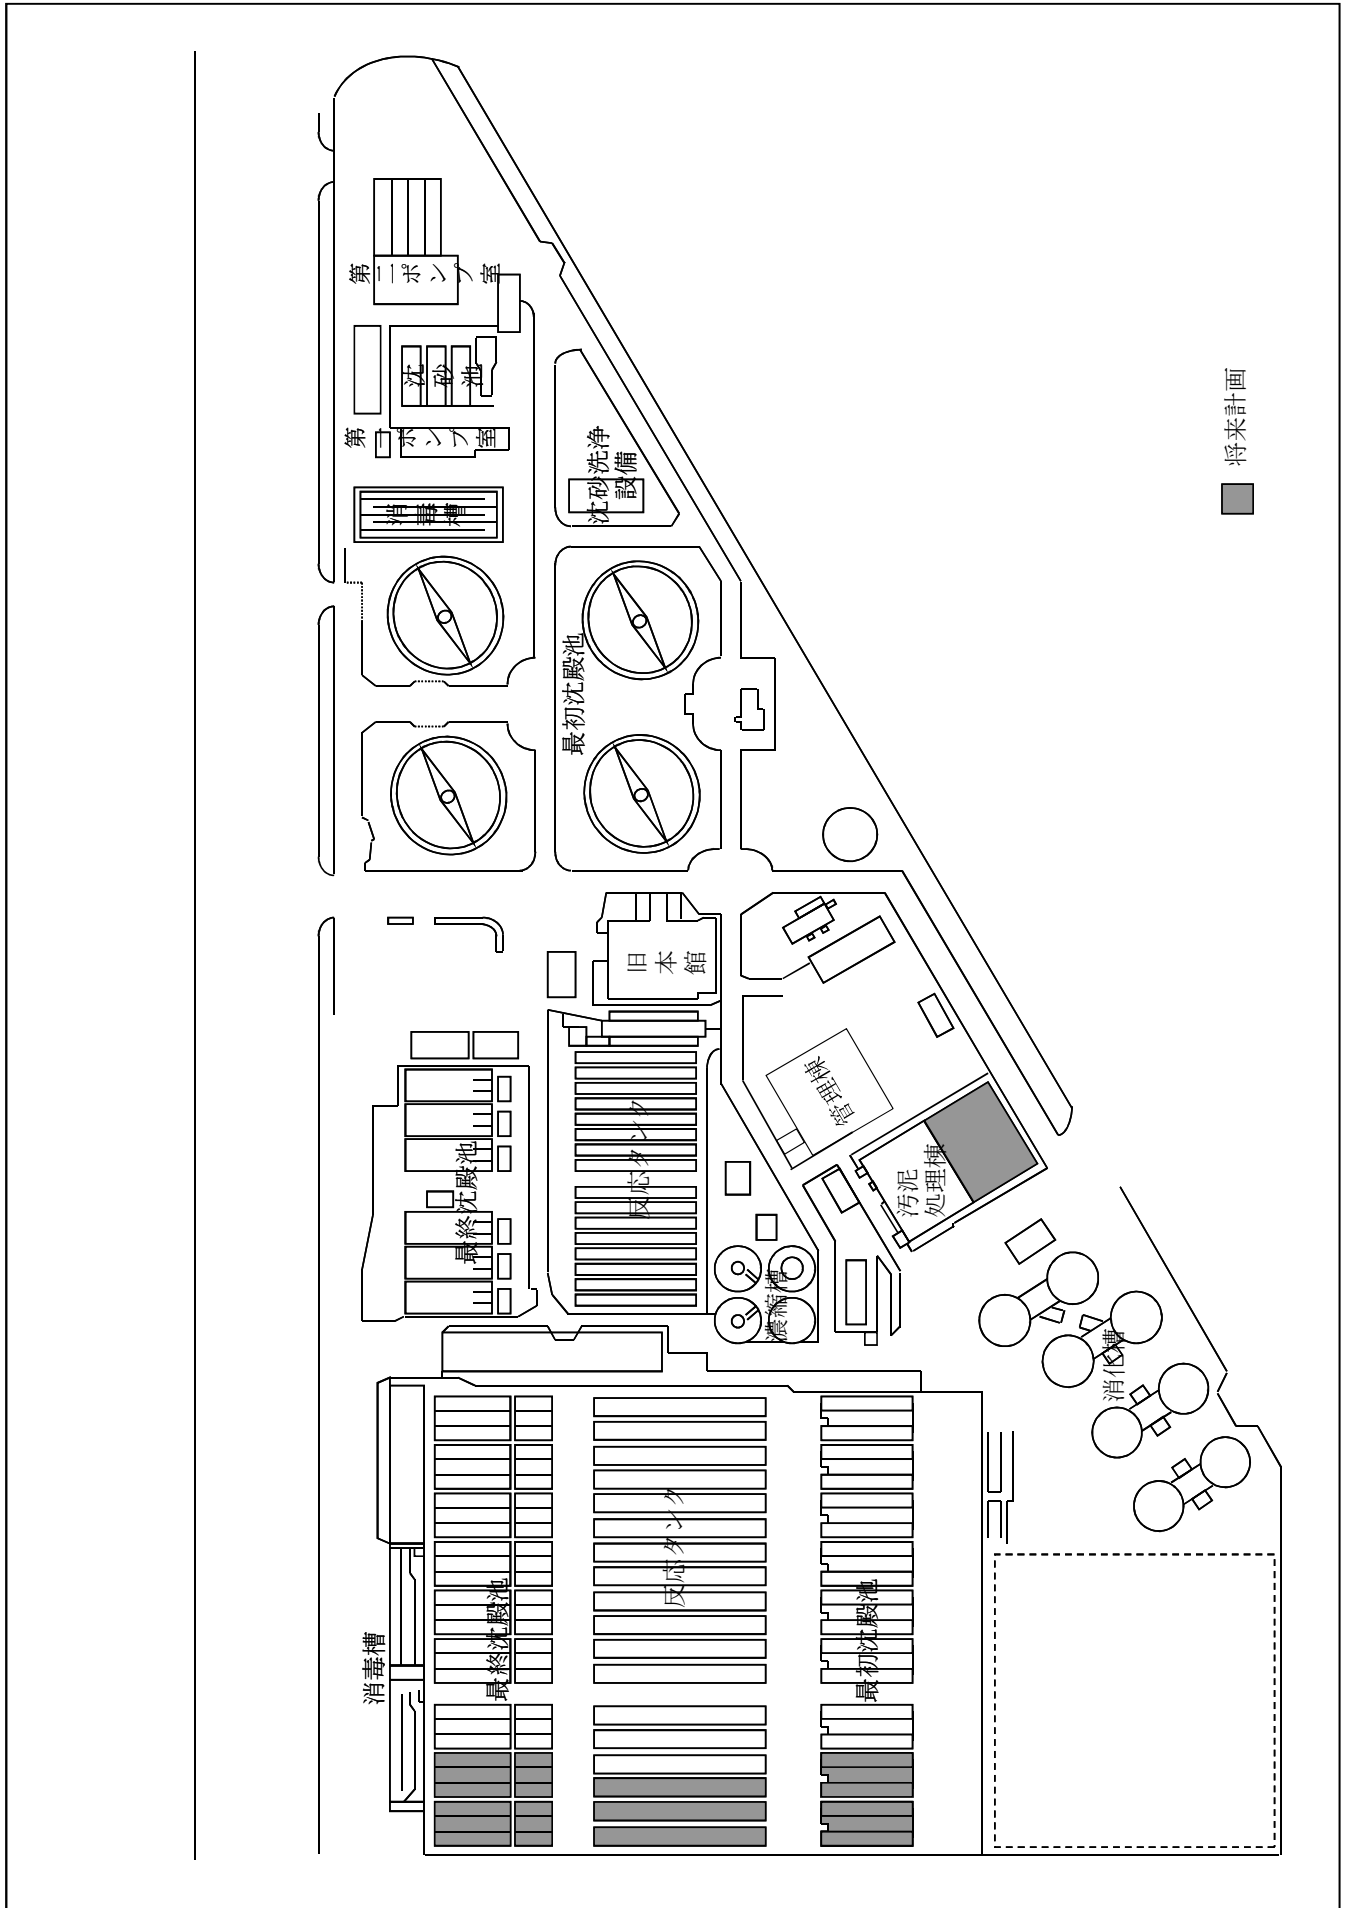 第二ポンプ室
沈砂池
第一ポンプ室
沈砂洗浄
設備
消毒槽
最初沈殿池
旧本館
管理棟
反応タンク
最終沈殿池
汚泥
処理棟
濃縮槽
消化槽
反応タンク
最終沈殿池
最初沈殿池
消毒槽
将来計画